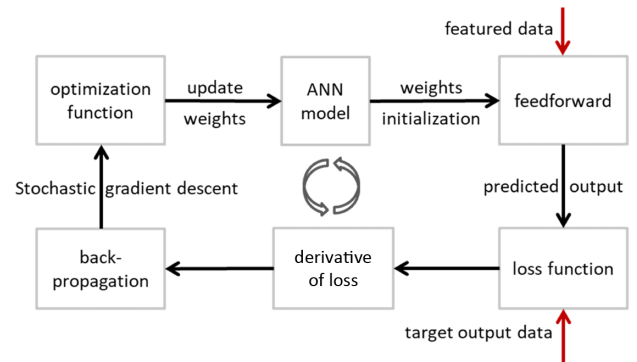 featured data
optimization
function
update
weights
ANN
model
weights
initialization
feedforward
Stochastic gradient descent
predicted output
back-
propagation
derivative
of loss
loss function
target output data